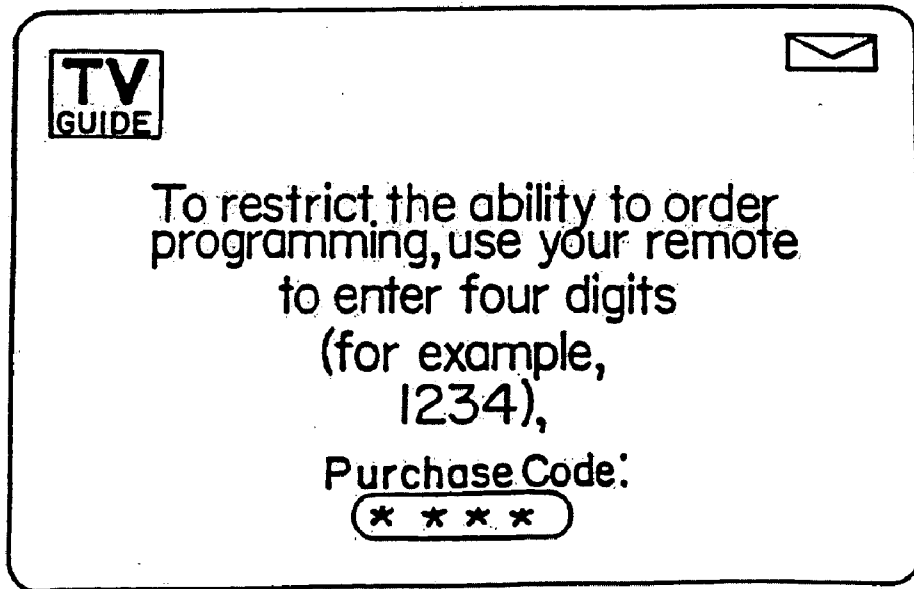 TV
GUIDE
To restrict the ability to order
programming, use your remote
to enter four digits
(for example,
1234),
Purchase Code:
* * * *